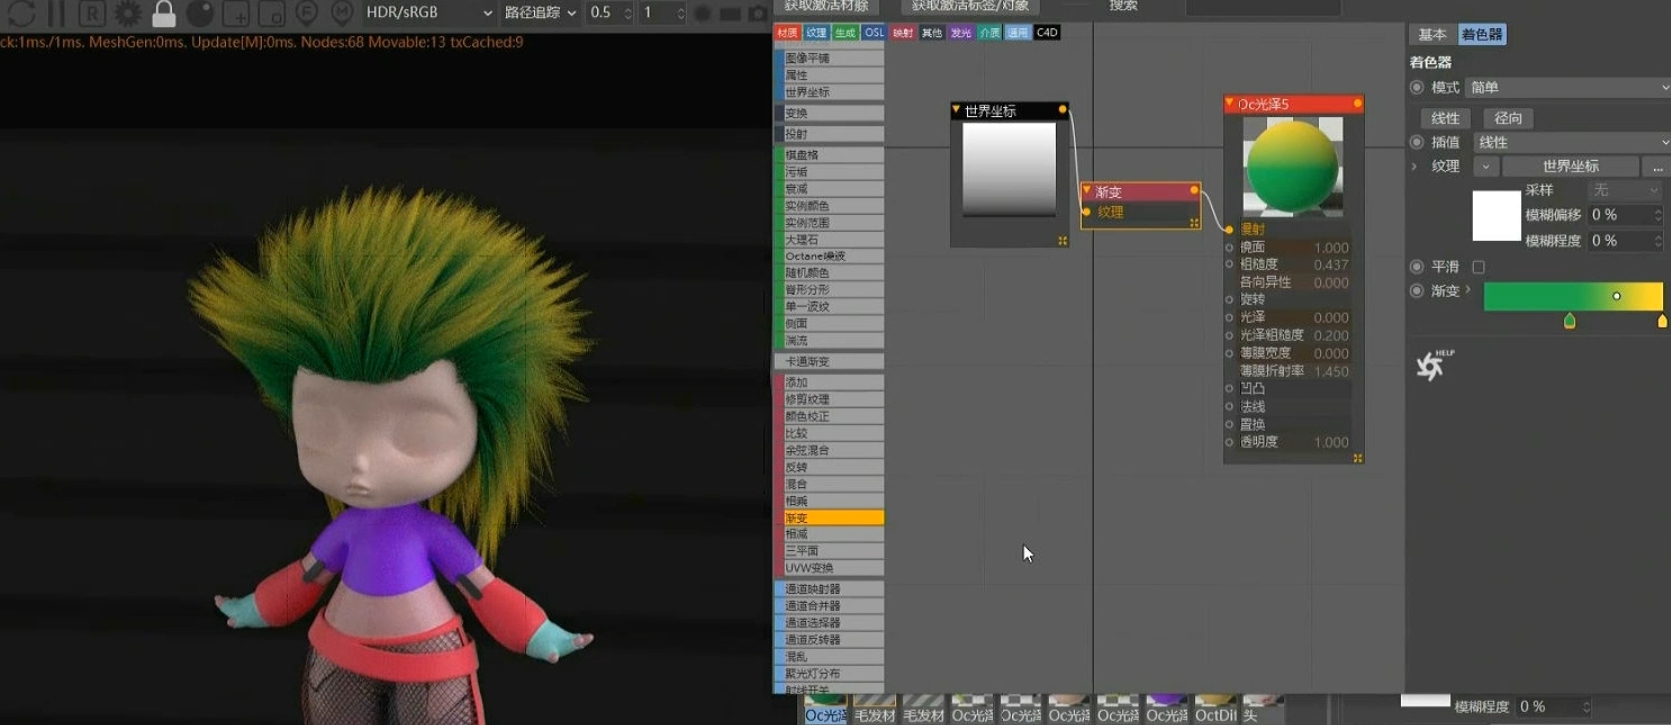 获取激活标签/对象
搜索
HDR/sRGB
路径追踪
0.5
1
ck:1ms./1ms. MeshGen:0ms. Update[M]:0ms. Nodes:68 Movable:13 txCached:9
材质 纹理 生成 OSL 映射 其他 发光 介质 通用 C4D
图像平铺
属性
世界坐标
变换
投射
棋盘格
污垢
衰减
实例颜色
实例范围
大理石
Octane噪波
随机颜色
脊形分形
单一波纹
侧面
湍流
卡通渐变
添加
修剪纹理
颜色校正
比较
余弦混合
反转
混合
相乘
渐变
相减
三平面
UVW变换
通道映射器
通道合并器
通道选择器
通道反转器
混乱
聚光灯分布
射线开关
世界坐标
渐变
纹理
Oc光泽5
漫射
镜面 1.000
粗糙度 0.437
各向异性 0.000
旋转
光泽 0.000
光泽粗糙度 0.200
薄膜宽度 0.000
薄膜折射率 1.450
凹凸
法线
置换
透明度 1.000
基本 着色器
着色器
模式 简单
线性 径向
插值 线性
纹理 世界坐标 ...
采样 无
模糊偏移 0 %
模糊程度 0 %
平滑
渐变
HELP
Oc光泽 毛发材 毛发材 Oc光泽 Oc光泽 Oc光泽 Oc光泽 Oc光泽 OctDif 头
模糊程度 0 %